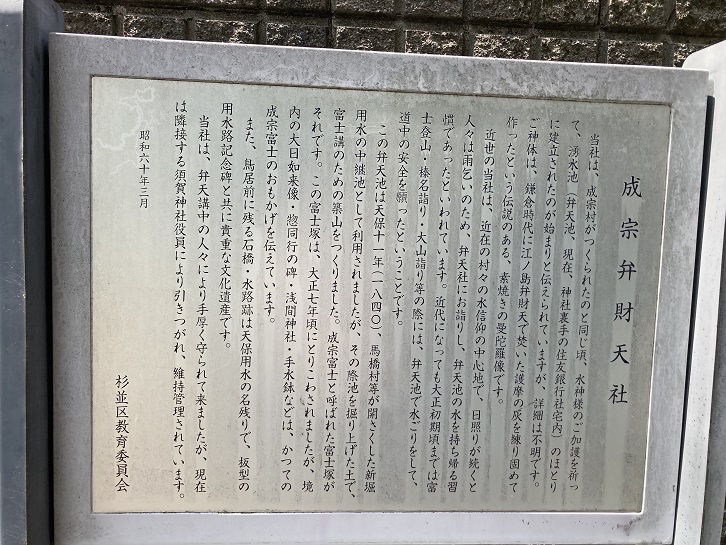 成宗弁財天社
当社は、成宗村がつくられたのと同じ頃、水神様のご加護を祈っ
て、湧水池（弁天池、現在、神社裏手の住友銀行社宅内）のほとり
に建立されたのが始まりと伝えられていますが、詳細は不明です。
ご神体は、鎌倉時代に江ノ島弁財天で焚いた護摩の灰を練り固めて
作ったという伝説のある、素焼きの曼陀羅像です。
近世の当社は、近在の村々の水信仰の中心地で、日照りが続くと
人々は雨乞いのため、弁天社にお詣りし、弁天池の水を持ち帰る習
慣であったといわれています。近代になっても大正初期頃までは富
士登山・榛名詣り・大山詣り等の際には、弁天池で水ごりをして、
道中の安全を願ったということです。
この弁天池は天保十一年（一八四〇）、馬橋村等が開さくした新堀
用水の中継池として利用されましたが、その際池を掘り上げた土で、
富士講のための築山をつくりました。成宗富士と呼ばれた富士塚が
それです。この富士塚は、大正七年頃にとりこわされましたが、境
内の大日如来像・惣同行の碑・浅間神社・手水鉢などは、かつての
成宗富士のおもかげを伝えています。
また、鳥居前に残る石橋・水路跡は天保用水の名残りで、板型の
用水路記念碑と共に貴重な文化遺産です。
当社は、弁天講中の人々により手厚く守られて来ましたが、現在
は隣接する須賀神社役員により引きつがれ、維持管理されています。
昭和六十年三月
杉並区教育委員会